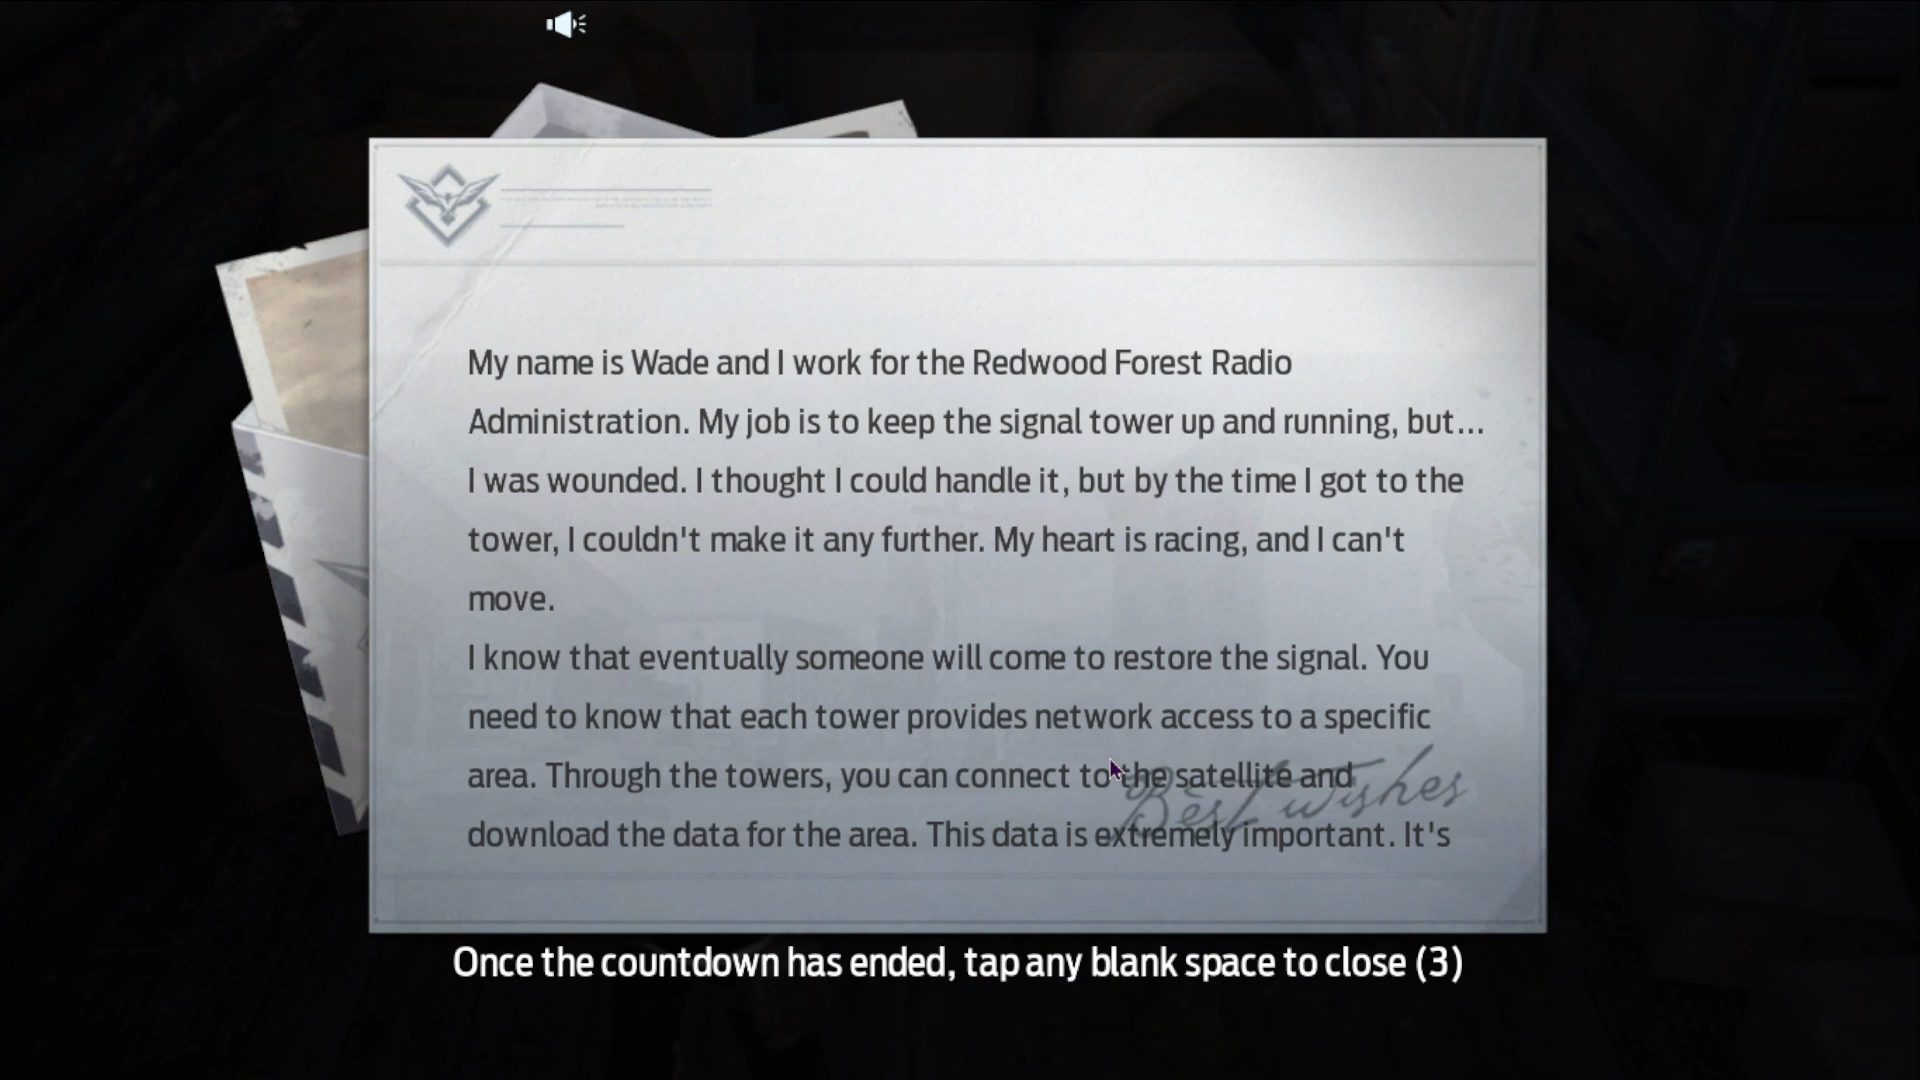 My name is Wade and I work for the Redwood Forest Radio
Administration. My job is to keep the signal tower up and running, but...
I was wounded. I thought I could handle it, but by the time I got to the
tower, I couldn't make it any further. My heart is racing, and I can't
move.
I know that eventually someone will come to restore the signal. You
need to know that each tower provides network access to a specific
area. Through the towers, you can connect to the satellite and
download the data for the area. This data is extremely important. It's
Best wishes
Once the countdown has ended, tap any blank space to close (3)